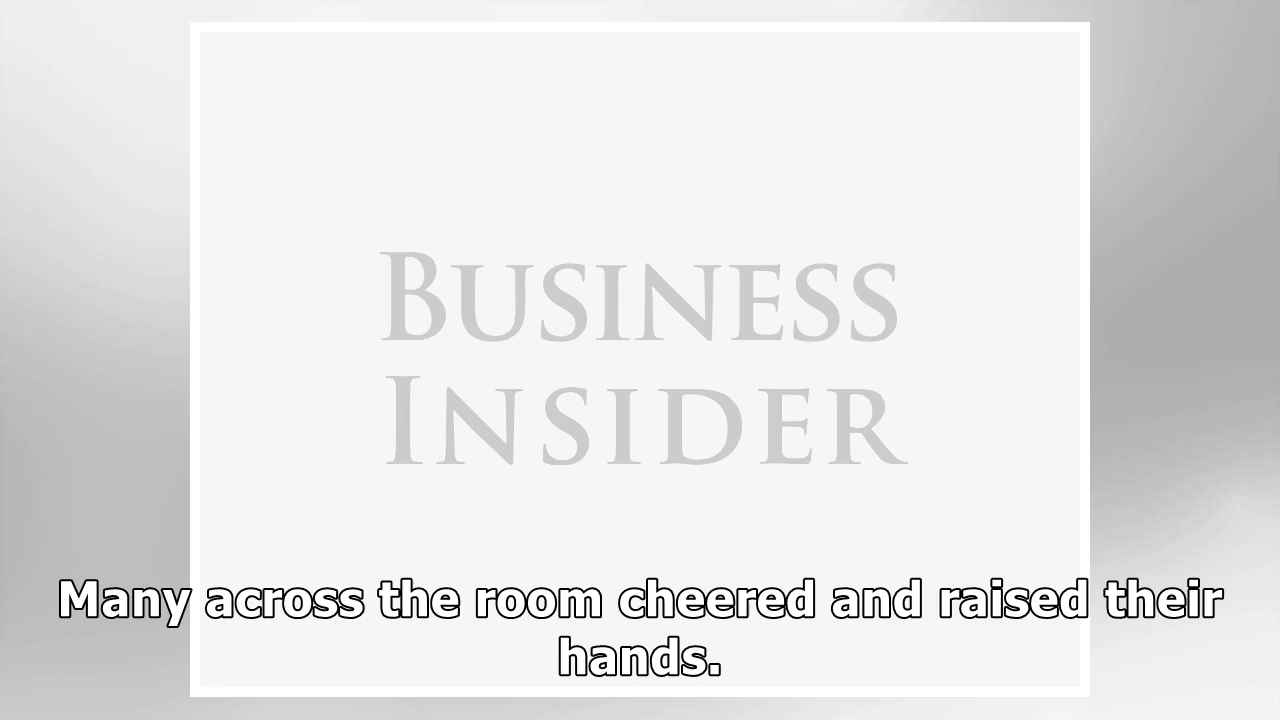 BUSINESS
INSIDER
Many across the room cheered and raised their
hands.